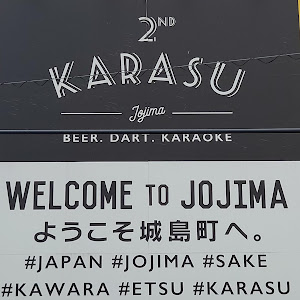 2ND
KARASU
Jojima
BEER. DART. KARAOKE
WELCOME TO JOJIMA
ようこそ城島町へ。
#JAPAN #JOJIMA #SAKE
#KAWARA #ETSU #KARASU